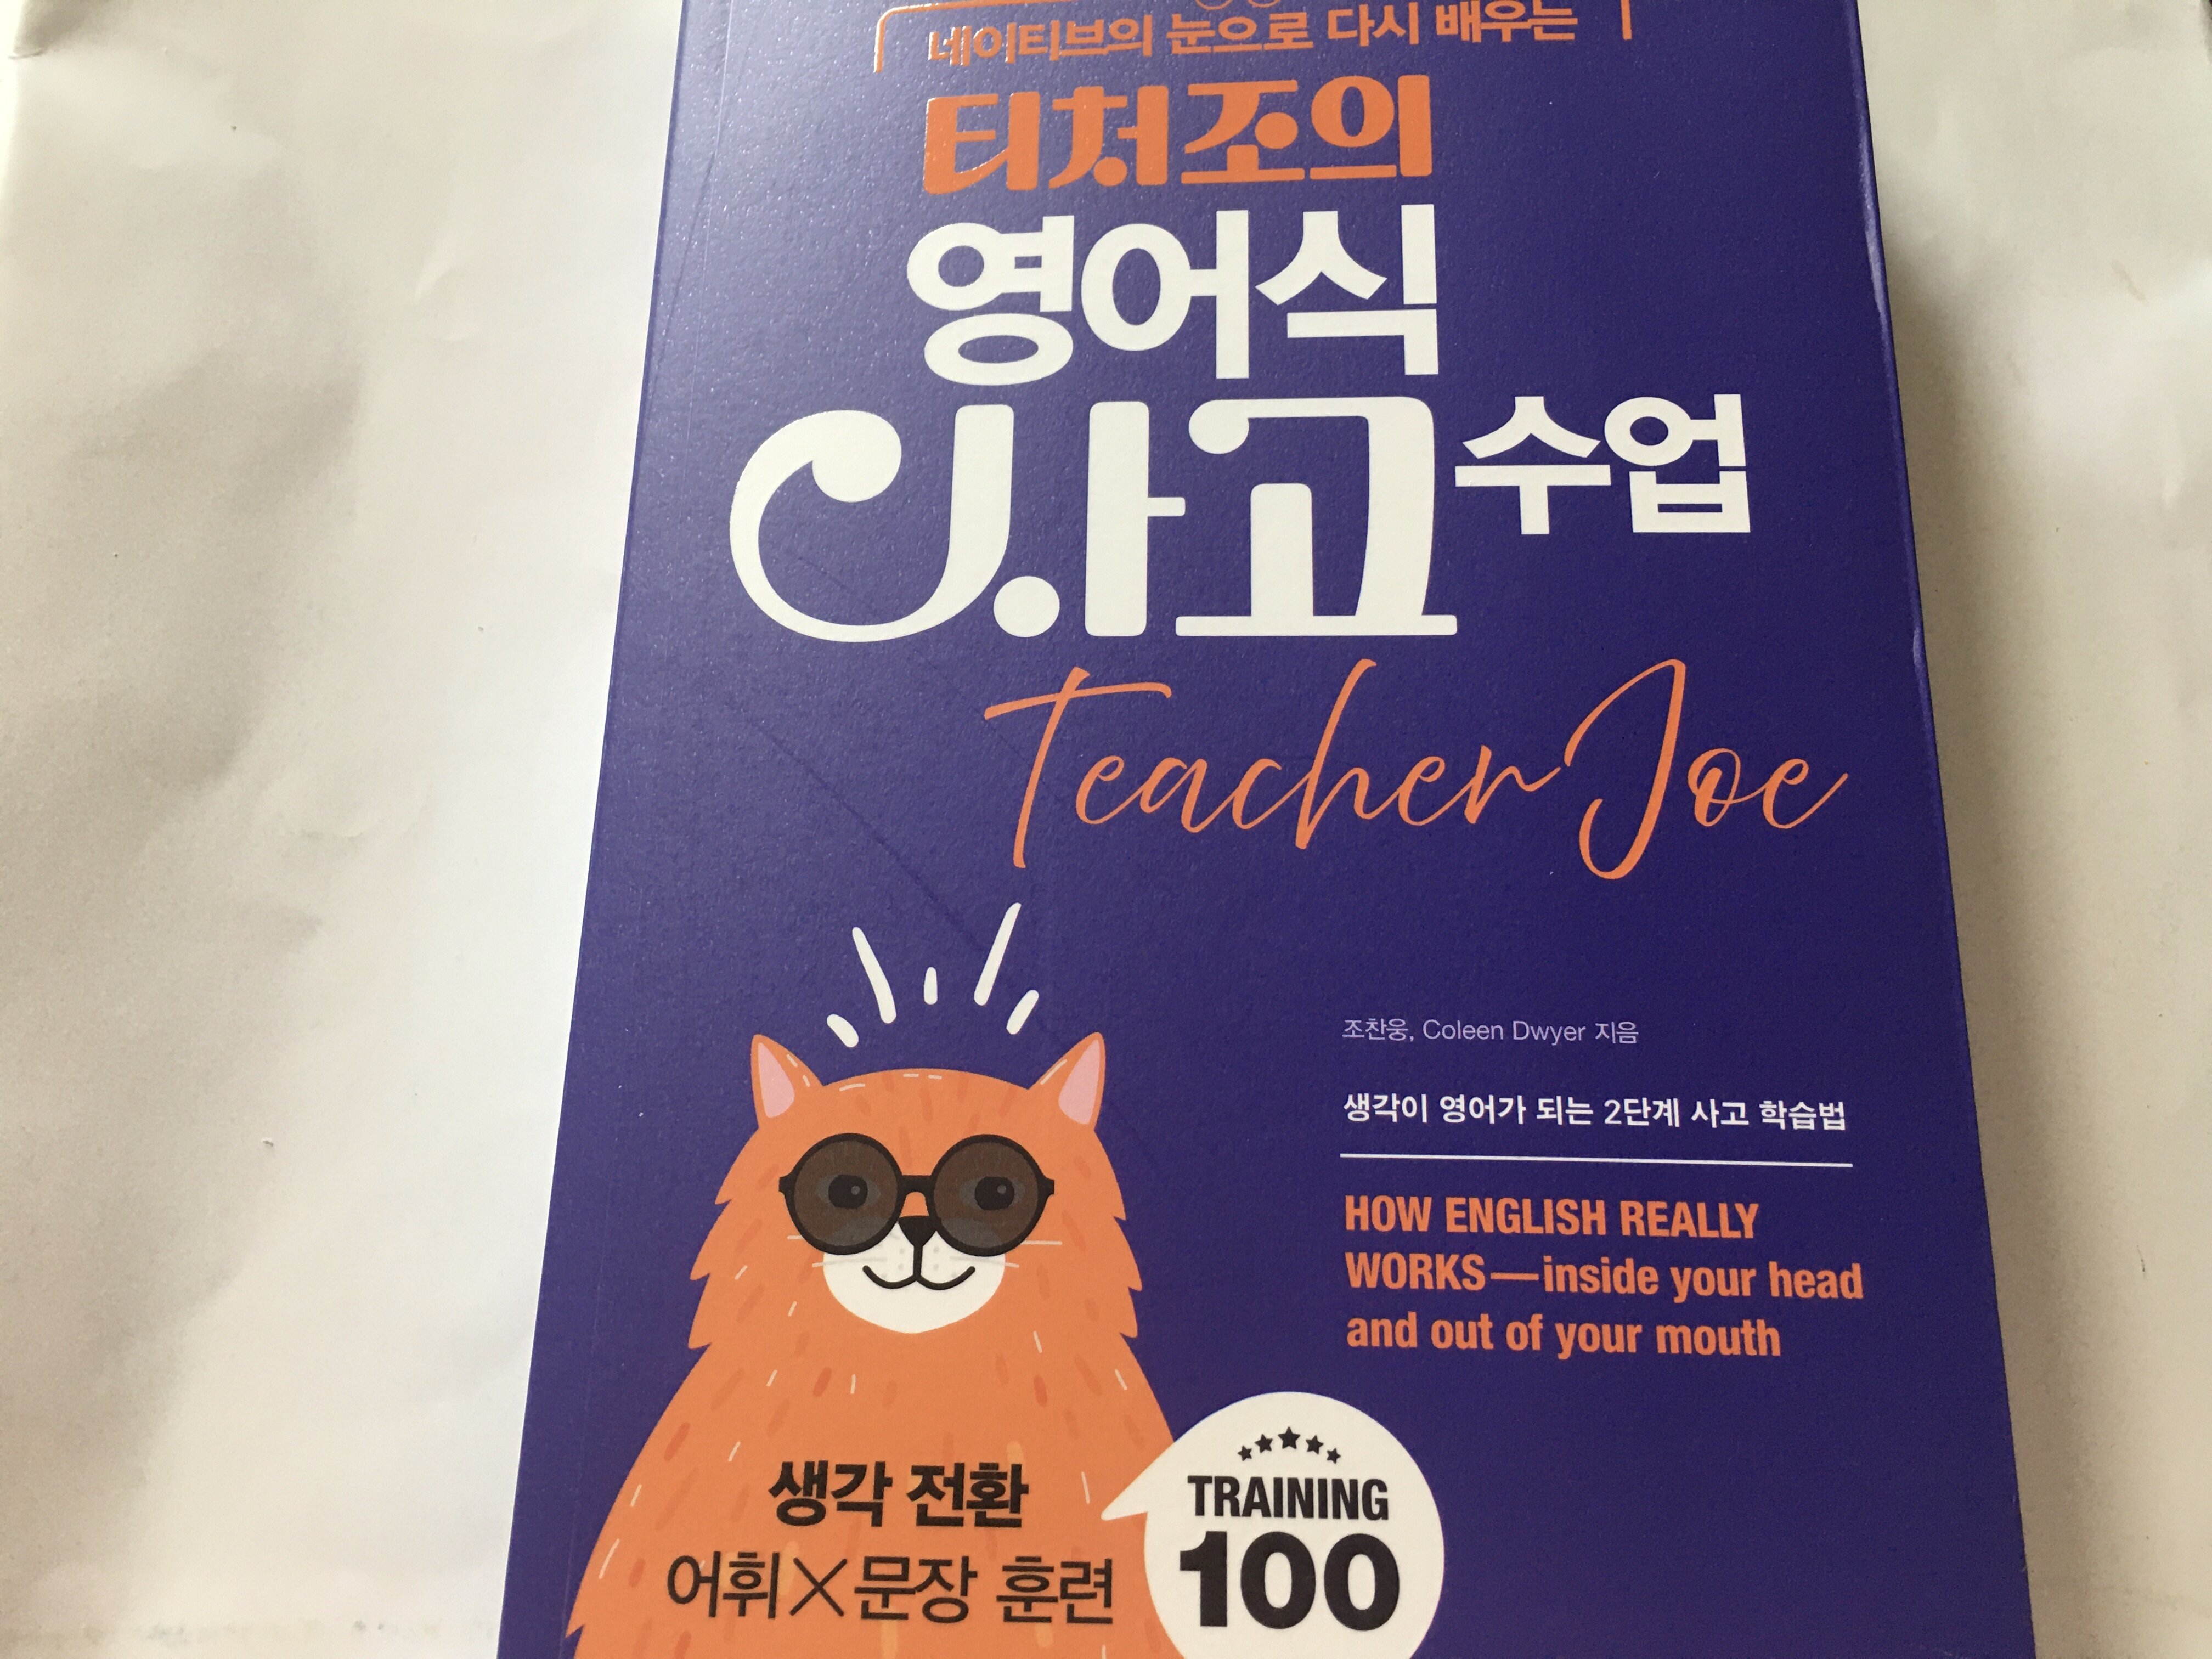 네이티브의 눈으로 다시 배우는
티처조의
영어식
사고 수업
Teacher Joe
조찬웅, Coleen Dwyer 지음
생각이 영어가 되는 2단계 사고 학습법
HOW ENGLISH REALLY
WORKS—inside your head
and out of your mouth
생각 전환
어휘×문장 훈련
TRAINING
100